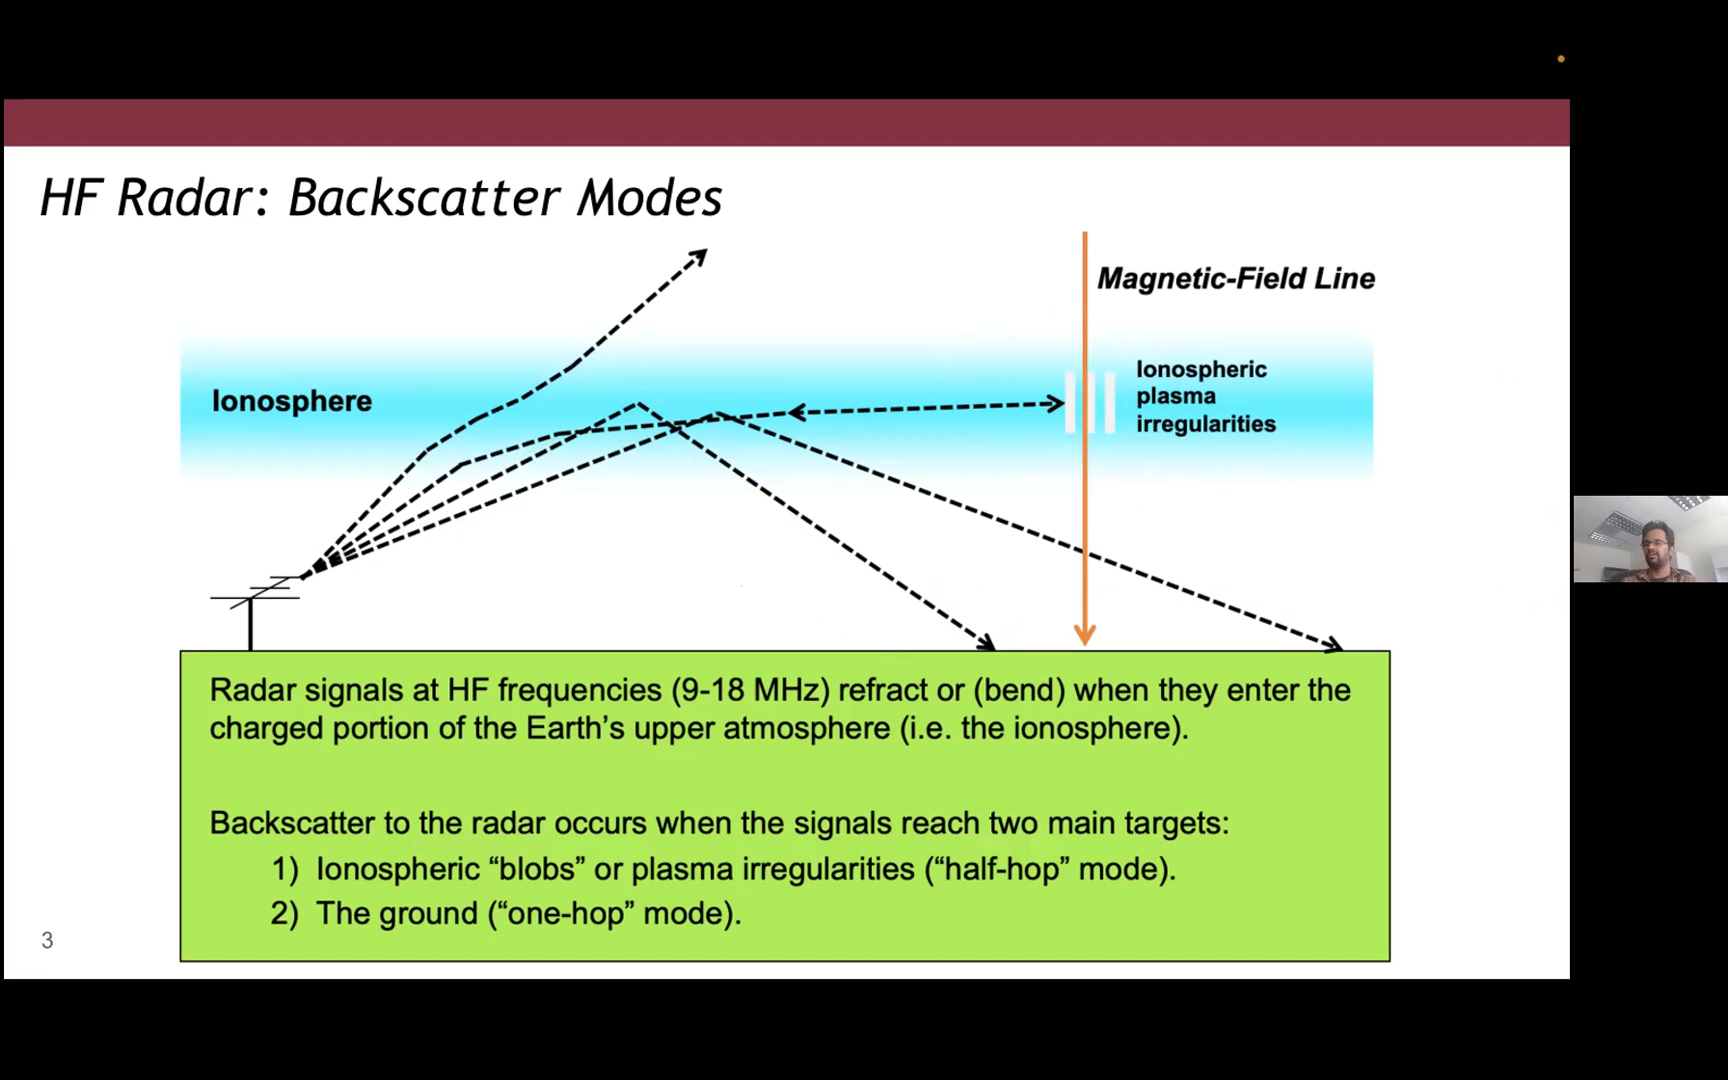 HF Radar: Backscatter Modes
Magnetic-Field Line
Ionosphere
Ionospheric
plasma
irregularities
Radar signals at HF frequencies (9-18 MHz) refract or (bend) when they enter the
charged portion of the Earth’s upper atmosphere (i.e. the ionosphere).
Backscatter to the radar occurs when the signals reach two main targets:
1) Ionospheric “blobs” or plasma irregularities (“half-hop” mode).
2) The ground (“one-hop” mode).
3